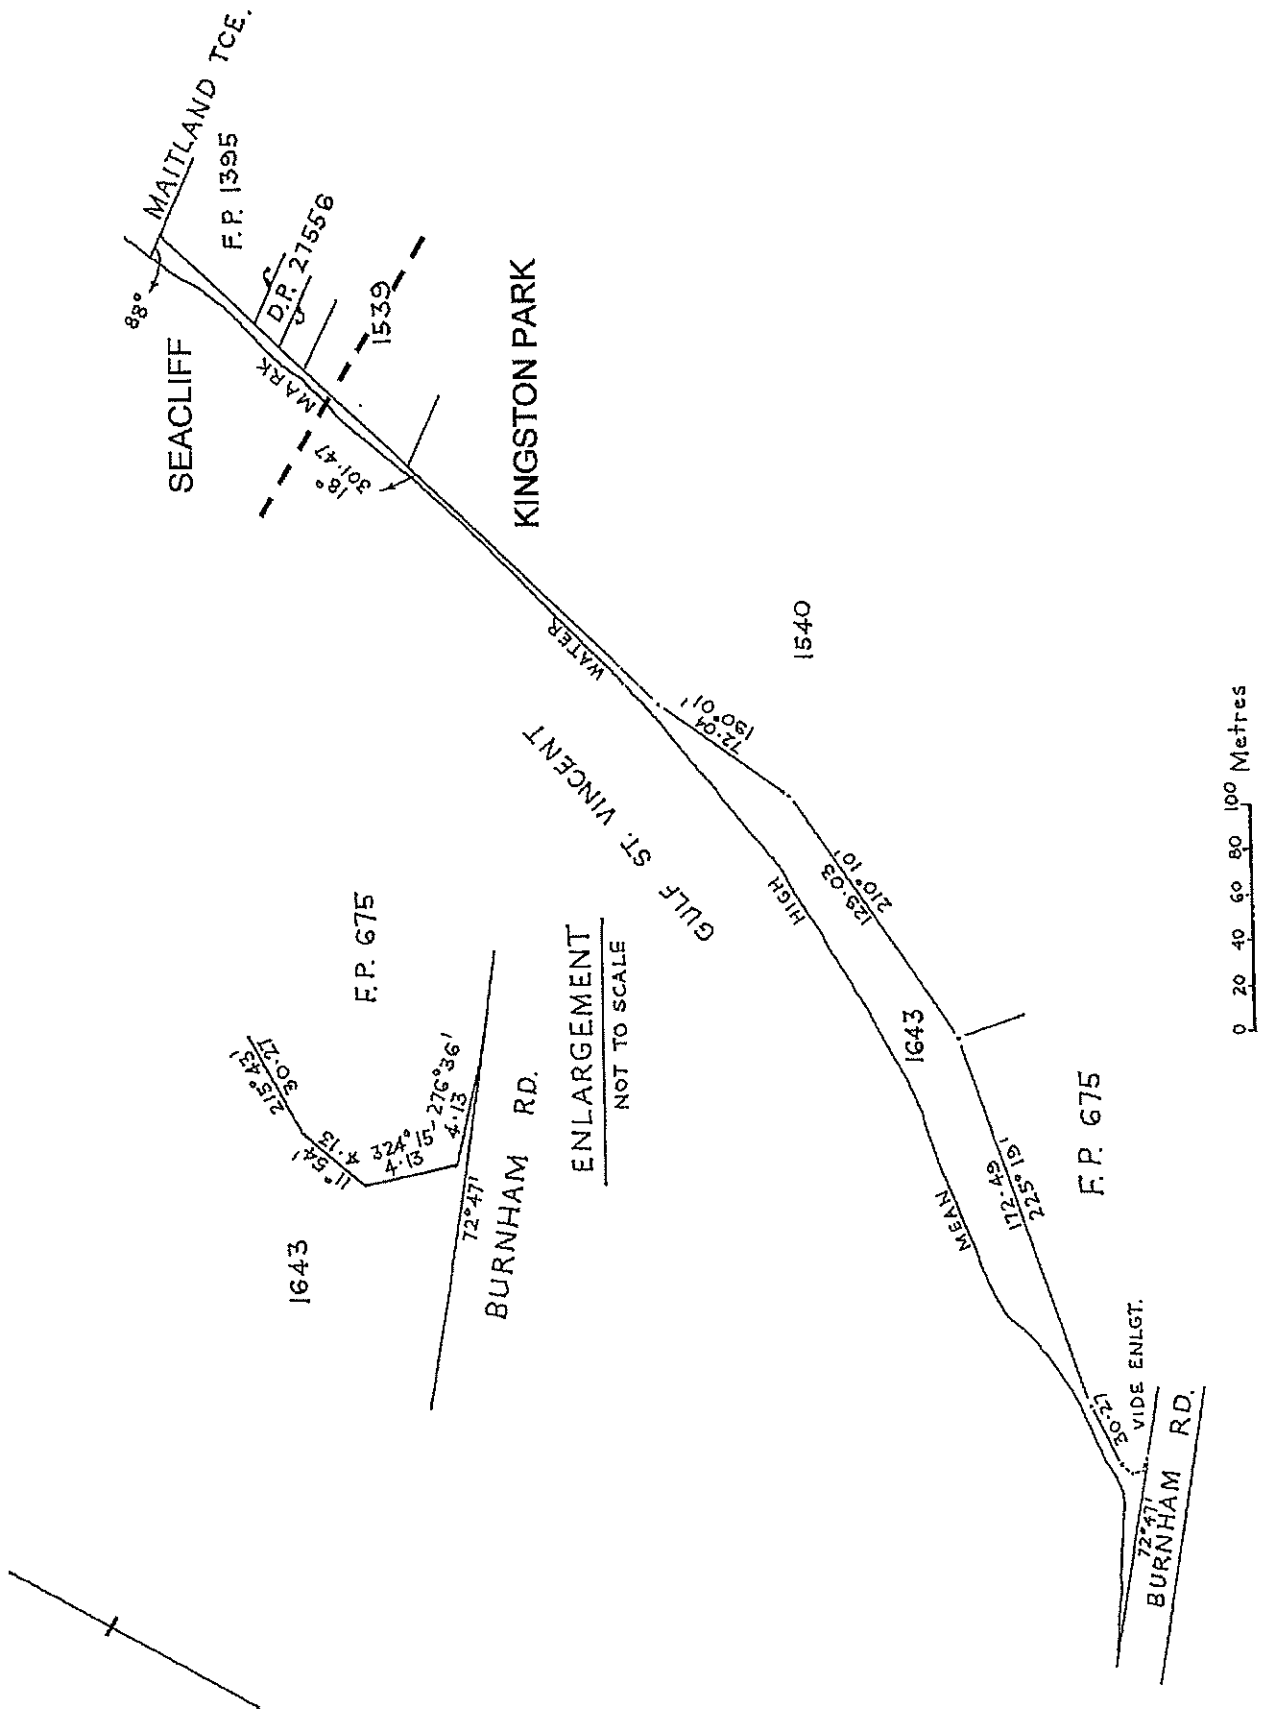 MAITLAND TCE.
F.P. 1395
88°
D.P. 27556
SEACLIFF
1539
MARK
18°
301·47
KINGSTON PARK
WATER
1540
72·04
190° 01'
GULF ST. VINCENT
HIGH
129·03
210° 10'
F.P. 675
215° 43'
30·27
11° 54'
4·13
324° 15'
4·13
276° 36'
4·13
1643
72°47'
BURNHAM RD.
ENLARGEMENT
NOT TO SCALE
1643
MEAN
172·49
225° 19'
F.P. 675
30·27
VIDE ENLGT.
72°47'
BURNHAM RD.
0 20 40 60 80 100 Metres